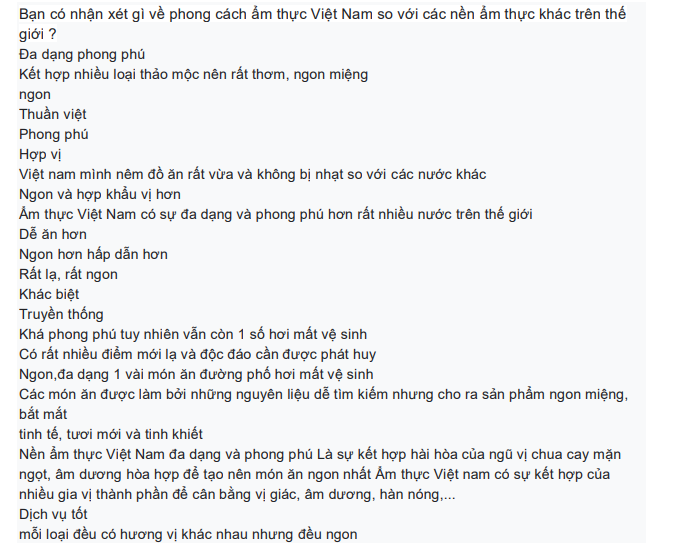 Bạn có nhận xét gì về phong cách ẩm thực Việt Nam so với các nền ẩm thực khác trên thế
giới ?
Đa dạng phong phú
Kết hợp nhiều loại thảo mộc nên rất thơm, ngon miệng
ngon
Thuần việt
Phong phú
Hợp vị
Việt nam mình nêm đồ ăn rất vừa và không bị nhạt so với các nước khác
Ngon và hợp khẩu vị hơn
Ẩm thực Việt Nam có sự đa dạng và phong phú hơn rất nhiều nước trên thế giới
Dễ ăn hơn
Ngon hơn hấp dẫn hơn
Rất lạ, rất ngon
Khác biệt
Truyền thống
Khá phong phú tuy nhiên vẫn còn 1 số hơi mất vệ sinh
Có rất nhiều điểm mới lạ và độc đáo cần được phát huy
Ngon,đa dạng 1 vài món ăn đường phố hơi mất vệ sinh
Các món ăn được làm bởi những nguyên liệu dễ tìm kiếm nhưng cho ra sản phẩm ngon miệng,
bắt mắt
tinh tế, tươi mới và tinh khiết
Nền ẩm thực Việt Nam đa dạng và phong phú Là sự kết hợp hài hòa của ngũ vị chua cay mặn
ngọt, âm dương hòa hợp để tạo nên món ăn ngon nhất Ẩm thực Việt nam có sự kết hợp của
nhiều gia vị thành phần để cân bằng vị giác, âm dương, hàn nóng,...
Dịch vụ tốt
mỗi loại đều có hương vị khác nhau nhưng đều ngon